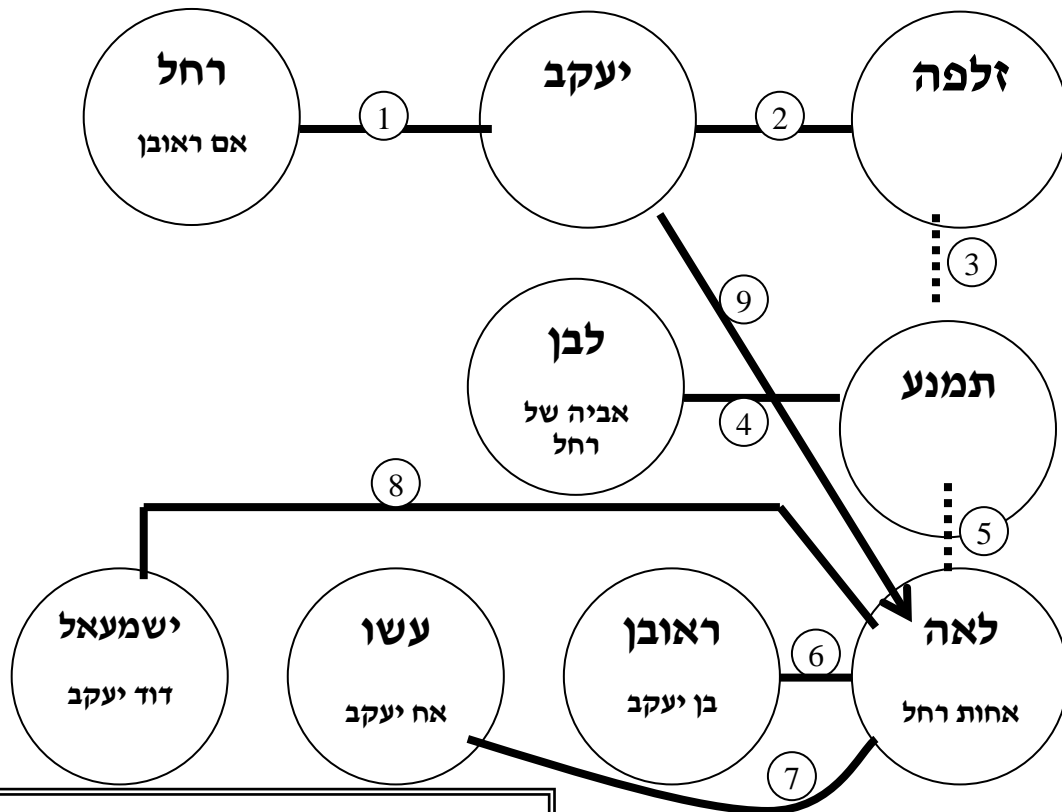 זלפה
יעקב
רחל
אם ראובן
2
1
3
9
לבן
אביה של
רחל
תמנע
4
8
5
לאה
אחות רחל
ראובן
בן יעקב
עשו
אח יעקב
ישמעאל
דוד יעקב
6
7